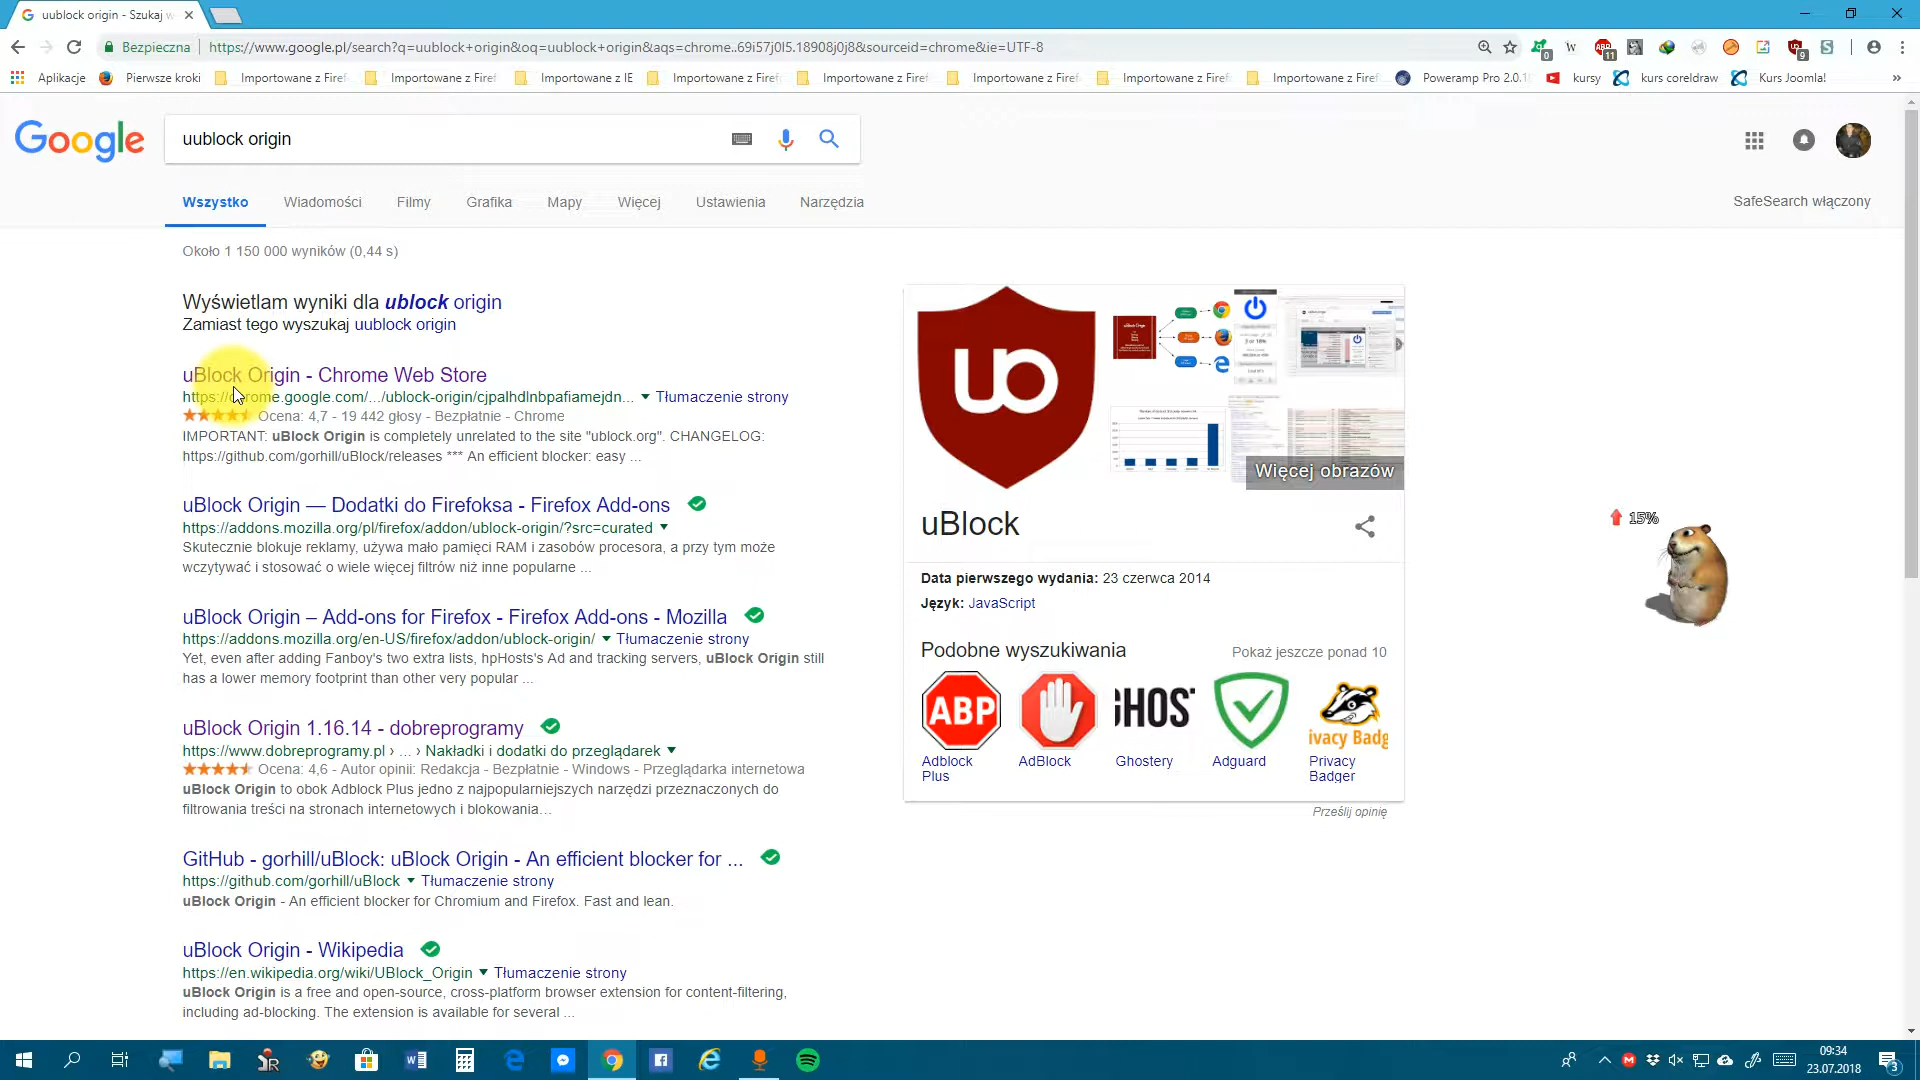 uublock origin - Szukaj w
Bezpieczna
https://www.google.pl/search?q=uublock+origin&oq=uublock+origin&aqs=chrome..69i57j0l5.18908j0j8&sourceid=chrome&ie=UTF-8
0
W
ABP
11
9
S
Aplikacje
Pierwsze kroki
Importowane z Firef
Importowane z Firef
Importowane z IE
Importowane z Firef
Importowane z Firef
Importowane z Firef
Importowane z Firef
Importowane z Firef
Poweramp Pro 2.0.1
kursy
kurs coreldraw
Kurs Joomla!
»
Google
uublock origin
Wszystko
Wiadomości
Filmy
Grafika
Mapy
Więcej
Ustawienia
Narzędzia
SafeSearch włączony
Około 1 150 000 wyników (0,44 s)
Wyświetlam wyniki dla ublock origin
Zamiast tego wyszukaj uublock origin
uBlock Origin - Chrome Web Store
https://chrome.google.com/.../ublock-origin/cjpalhdlnbpafiamejdn... Tłumaczenie strony
Ocena: 4,7 - 19 442 głosy - Bezpłatnie - Chrome
IMPORTANT: uBlock Origin is completely unrelated to the site "ublock.org". CHANGELOG:
https://github.com/gorhill/uBlock/releases *** An efficient blocker: easy ...
uBlock Origin — Dodatki do Firefoksa - Firefox Add-ons
https://addons.mozilla.org/pl/firefox/addon/ublock-origin/?src=curated
Skutecznie blokuje reklamy, używa mało pamięci RAM i zasobów procesora, a przy tym może
wczytywać i stosować o wiele więcej filtrów niż inne popularne ...
uBlock Origin – Add-ons for Firefox - Firefox Add-ons - Mozilla
https://addons.mozilla.org/en-US/firefox/addon/ublock-origin/ Tłumaczenie strony
Yet, even after adding Fanboy's two extra lists, hpHosts's Ad and tracking servers, uBlock Origin still
has a lower memory footprint than other very popular ...
uBlock Origin 1.16.14 - dobreprogramy
https://www.dobreprogramy.pl › ... › Nakładki i dodatki do przeglądarek
Ocena: 4,6 - Autor opinii: Redakcja - Bezpłatnie - Windows - Przeglądarka internetowa
uBlock Origin to obok Adblock Plus jedno z najpopularniejszych narzędzi przeznaczonych do
filtrowania treści na stronach internetowych i blokowania...
GitHub - gorhill/uBlock: uBlock Origin - An efficient blocker for ...
https://github.com/gorhill/uBlock Tłumaczenie strony
uBlock Origin - An efficient blocker for Chromium and Firefox. Fast and lean.
uBlock Origin - Wikipedia
https://en.wikipedia.org/wiki/UBlock_Origin Tłumaczenie strony
uBlock Origin is a free and open-source, cross-platform browser extension for content-filtering,
including ad-blocking. The extension is available for several ...
uo
Więcej obrazów
uBlock
Data pierwszego wydania: 23 czerwca 2014
Język: JavaScript
Podobne wyszukiwania
Pokaż jeszcze ponad 10
ABP
GHOST
ivacy Badg
Adblock
Plus
AdBlock
Ghostery
Adguard
Privacy
Badger
Prześlij opinię
15%
09:34
23.07.2018
3